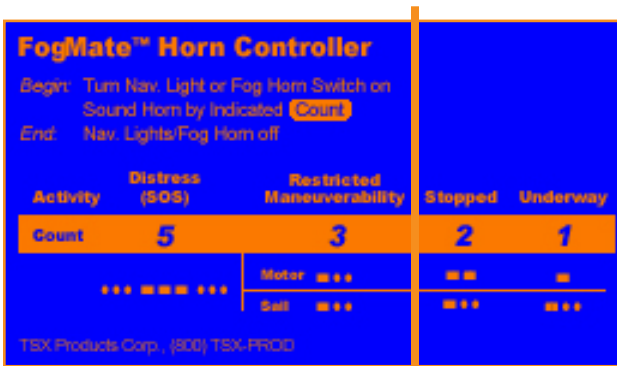 FogMate™ Horn Controller
Begin: Turn Nav. Light or Fog Horn Switch on
Sound Horn by Indicated Count
End: Nav. Lights/Fog Horn off
Activity Distress (SOS) Restricted Maneuverability Stopped Underway
Count 5 3 2 1
Motor
Sail
TSX Products Corp., (800) TSX-PROD